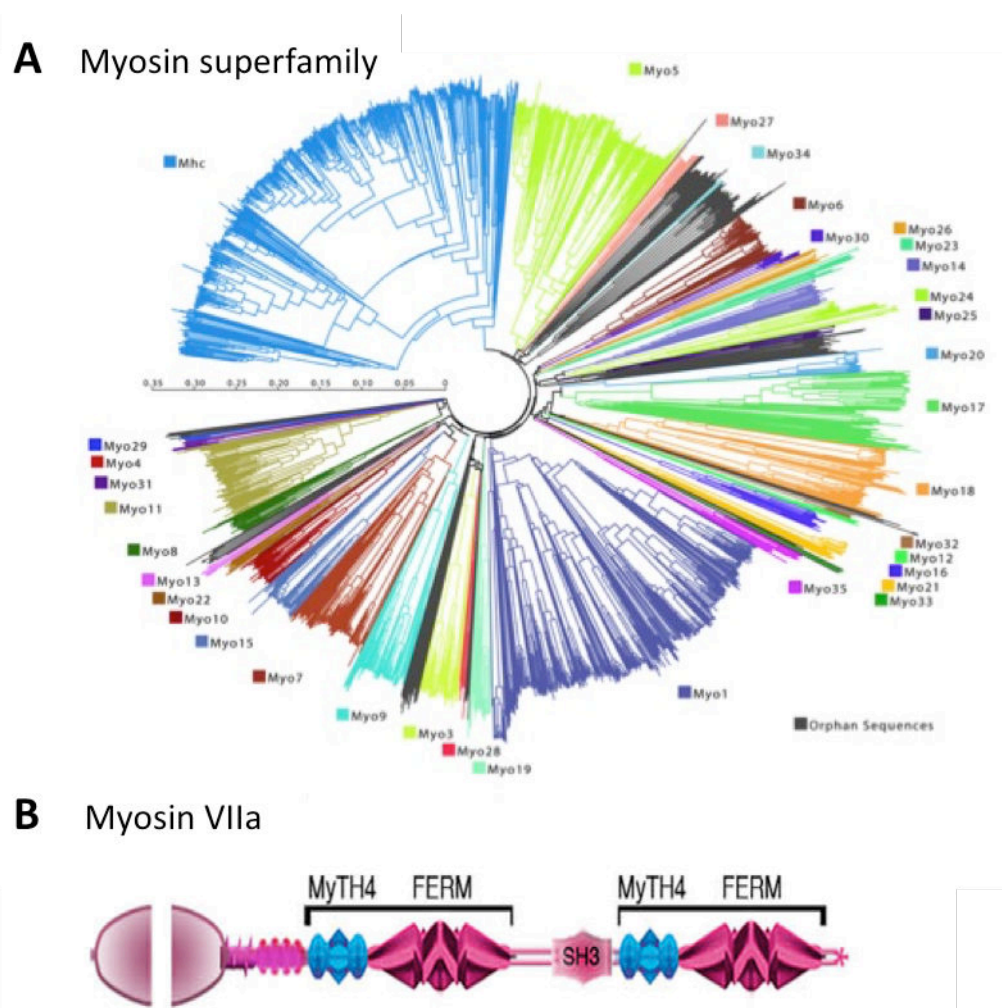 A Myosin superfamily
Myo5
Myo27
Myo34
Mhc
Myo6
Myo26
Myo30
Myo23
Myo14
Myo24
Myo25
Myo20
0,35 0,30 0,25 0,20 0,15 0,10 0,05 0
Myo17
Myo29
Myo4
Myo31
Myo11
Myo18
Myo8
Myo32
Myo12
Myo16
Myo21
Myo33
Myo13
Myo35
Myo22
Myo10
Myo15
Myo7
Myo1
Myo9
Orphan Sequences
Myo3
Myo28
Myo19
B Myosin VIIa
MyTH4 FERM MyTH4 FERM
SH3
*